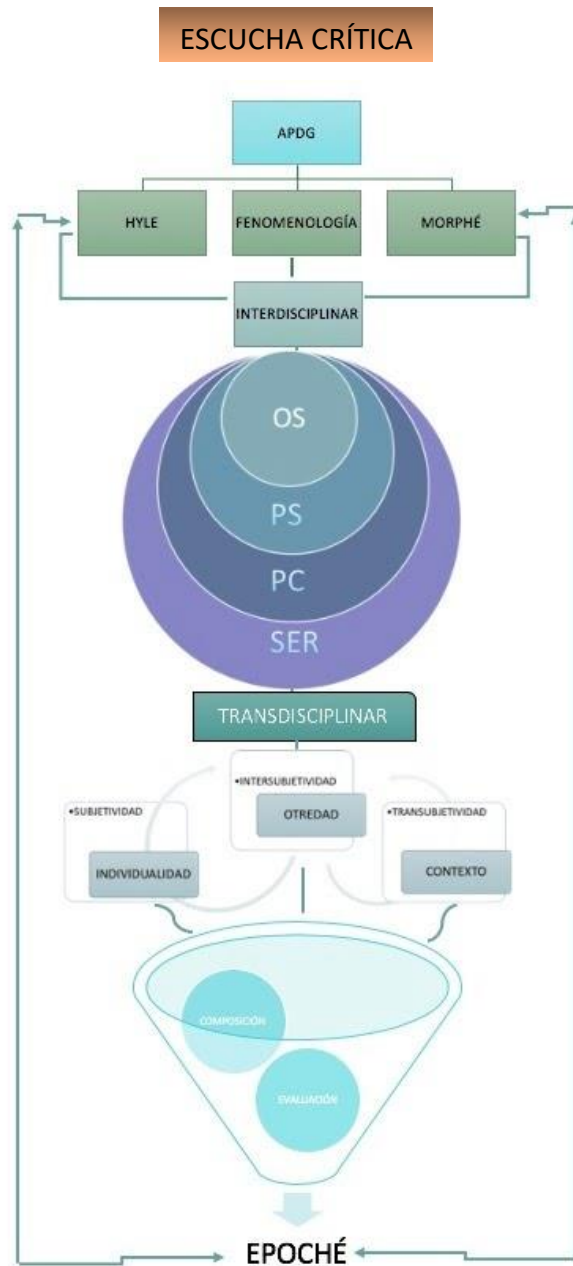 ESCUCHA CRÍTICA
APDG
HYLE
FENOMENOLOGÍA
MORPHÉ
INTERDISCIPLINAR
OS
PS
PC
SER
TRANSDISCIPLINAR
•INTERSUBJETIVIDAD
OTREDAD
•SUBJETIVIDAD
INDIVIDUALIDAD
•TRANSUBJETIVIDAD
CONTEXTO
COMPOSICIÓN
EVALUACIÓN
EPOCHÉ